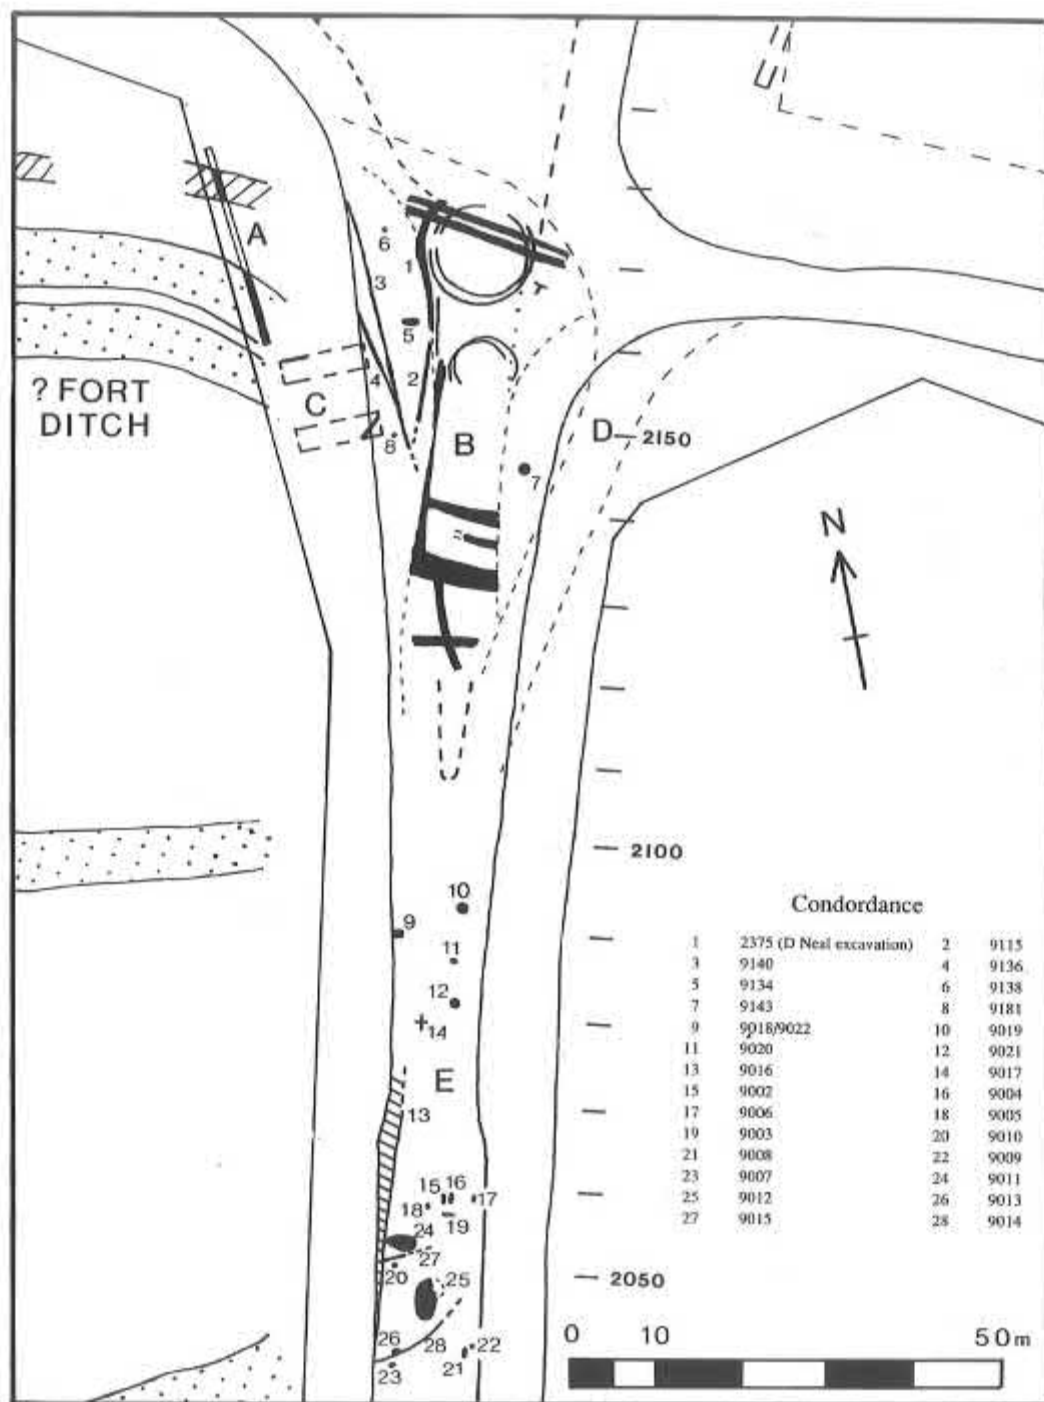 A
6
1
3
5
4
2
C
8
? FORT
DITCH
B
D
2150
7
N
2100
10
9
11
12
14
E
13
15 16 17
18
19
24
27
20
25
2050
26
28
22
23
21
0 10 50 m
Condordance
1 2375 (D Neal excavation) 2 9115
3 9140 4 9136
5 9134 6 9138
7 9143 8 9181
9 9018/9022 10 9019
11 9020 12 9021
13 9016 14 9017
15 9002 16 9004
17 9006 18 9005
19 9003 20 9010
21 9008 22 9009
23 9007 24 9011
25 9012 26 9013
27 9015 28 9014